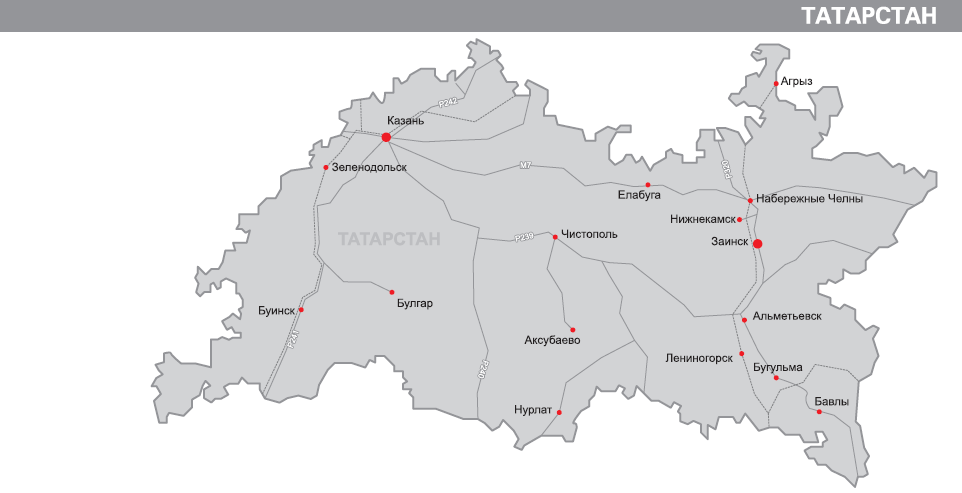 ТАТАРСТАН
Агрыз
Р242
Казань
Зеленодольск
М7
Елабуга
Набережные Челны
Нижнекамск
Заинск
ТАТАРСТАН
Р239
Чистополь
Булгар
Буинск
Аксубаево
Альметьевск
Лениногорск
Бугульма
Р240
Бавлы
Нурлат